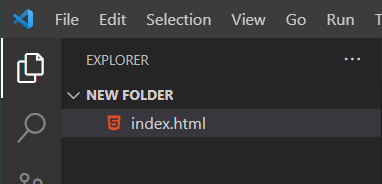 File Edit Selection View Go Run T
EXPLORER ···
NEW FOLDER
index.html